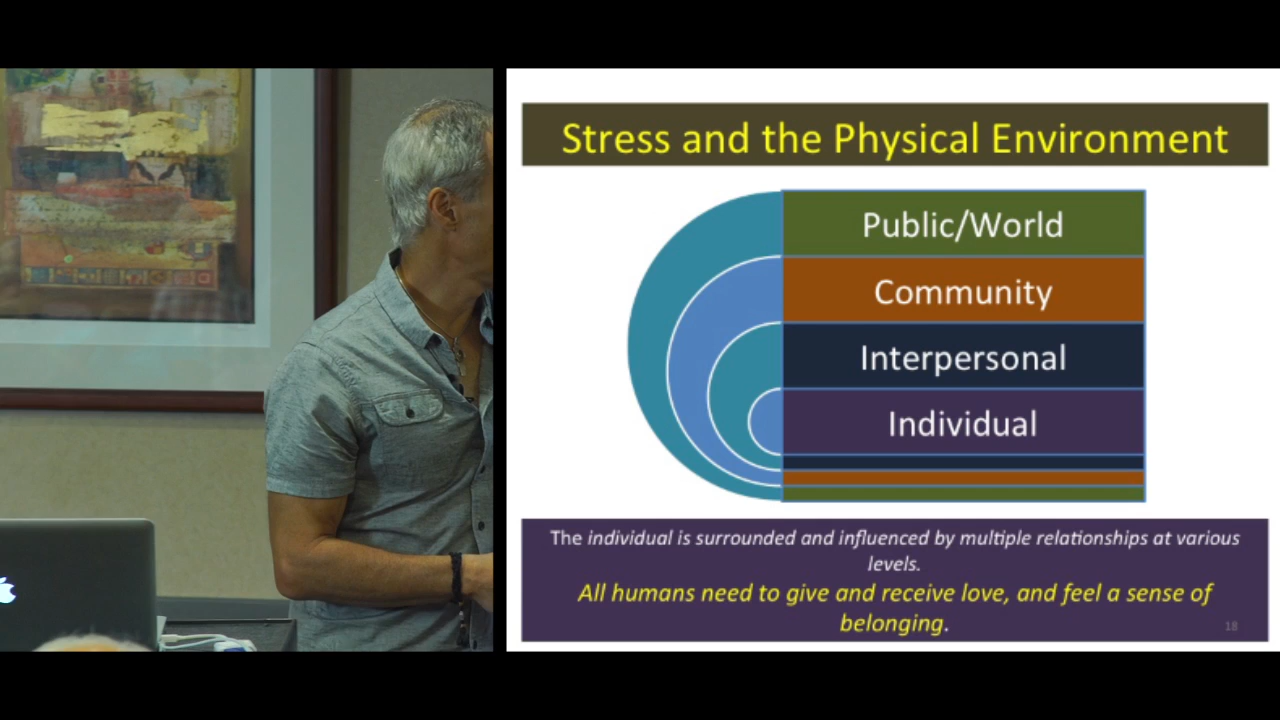 Stress and the Physical Environment
Public/World
Community
Interpersonal
Individual
The individual is surrounded and influenced by multiple relationships at various
levels.
All humans need to give and receive love, and feel a sense of
belonging.
18